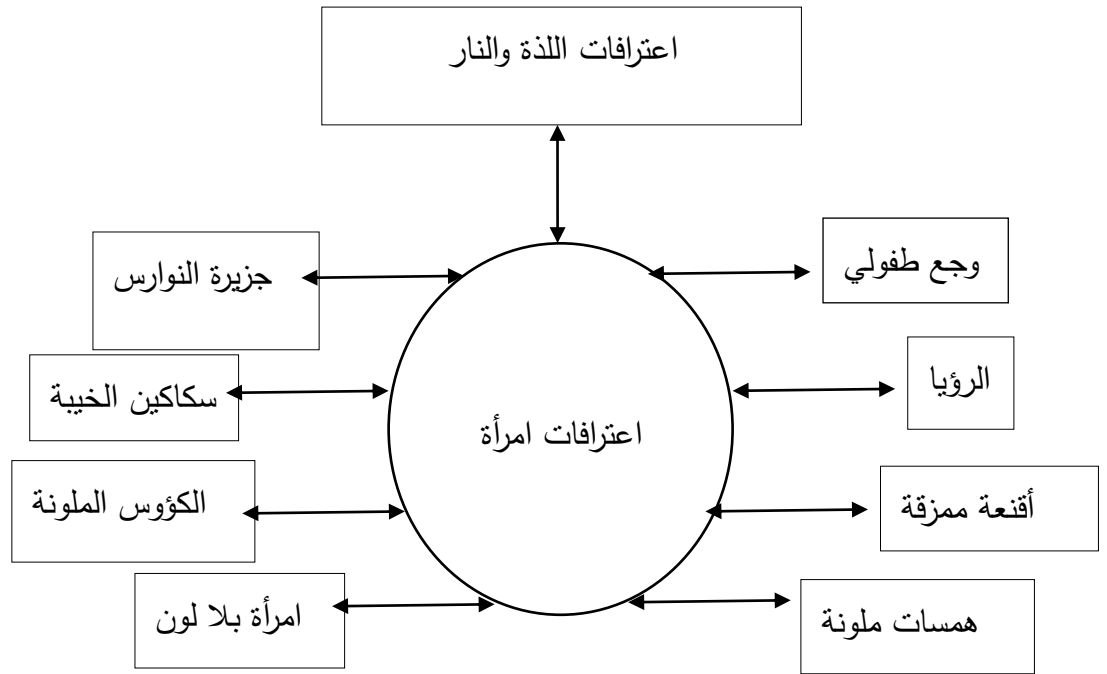 اعترافات اللذة والنار
وجع طفولي
جزيرة النوارس
الرؤيا
سكاكين الخيبة
اعترافات امرأة
أقنعة ممزقة
الكؤوس الملونة
همسات ملونة
امرأة بلا لون